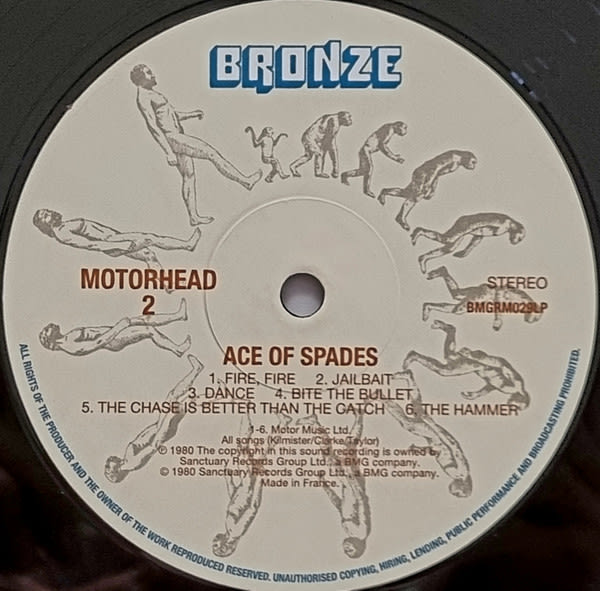 BRONZE
MOTORHEAD
2
STEREO
BMGRM029LP
ACE OF SPADES
1. FIRE, FIRE 2. JAILBAIT
3. DANCE 4. BITE THE BULLET
5. THE CHASE IS BETTER THAN THE CATCH 6. THE HAMMER
1-6. Motor Music Ltd.
All songs (Kilmister/Clarke/Taylor)
℗ 1980 The copyright in this sound recording is owned by
Sanctuary Records Group Ltd., a BMG company.
© 1980 Sanctuary Records Group Ltd., a BMG company.
Made in France.
ALL RIGHTS OF THE PRODUCER AND THE OWNER OF THE WORK REPRODUCED RESERVED. UNAUTHORISED COPYING, HIRING, LENDING, PUBLIC PERFORMANCE AND BROADCASTING PROHIBITED.